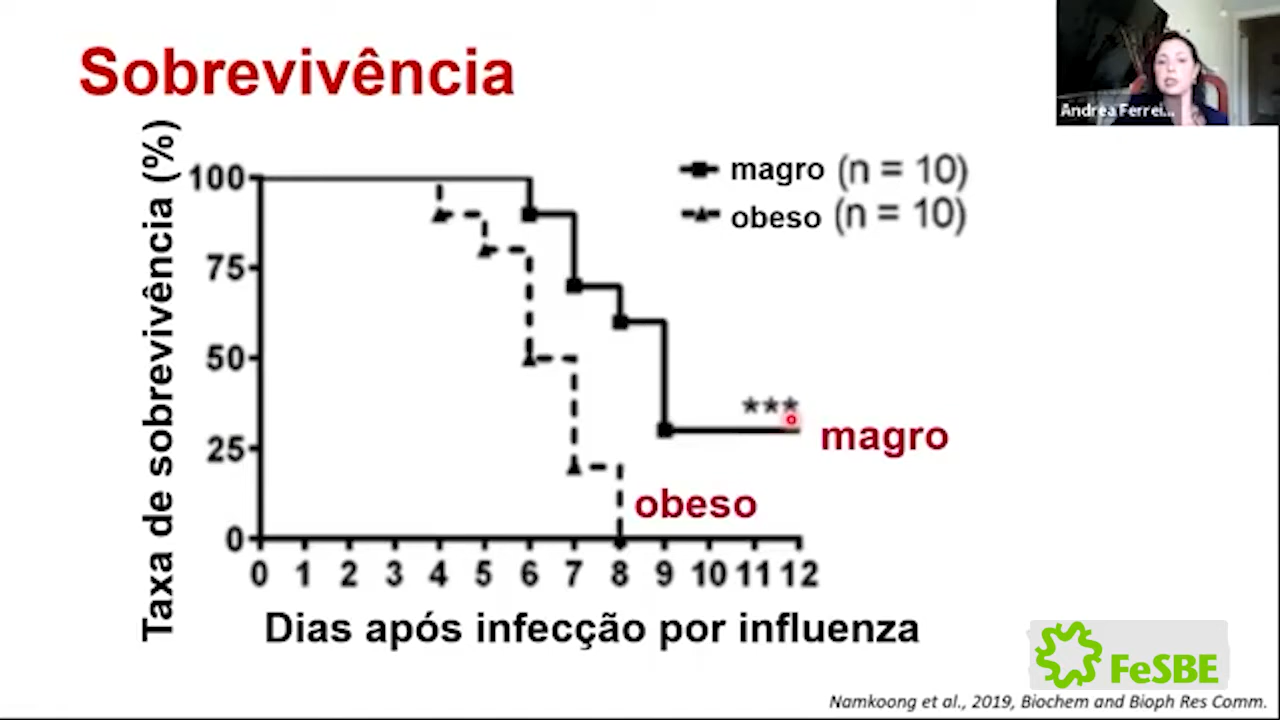 Sobrevivência
Andrea Ferrei...
Taxa de sobrevivência (%)
100
75
50
25
0
magro (n = 10)
obeso (n = 10)
***
magro
obeso
0 1 2 3 4 5 6 7 8 9 10 11 12
Dias após infecção por influenza
FeSBE
Namkoong et al., 2019, Biochem and Bioph Res Comm.